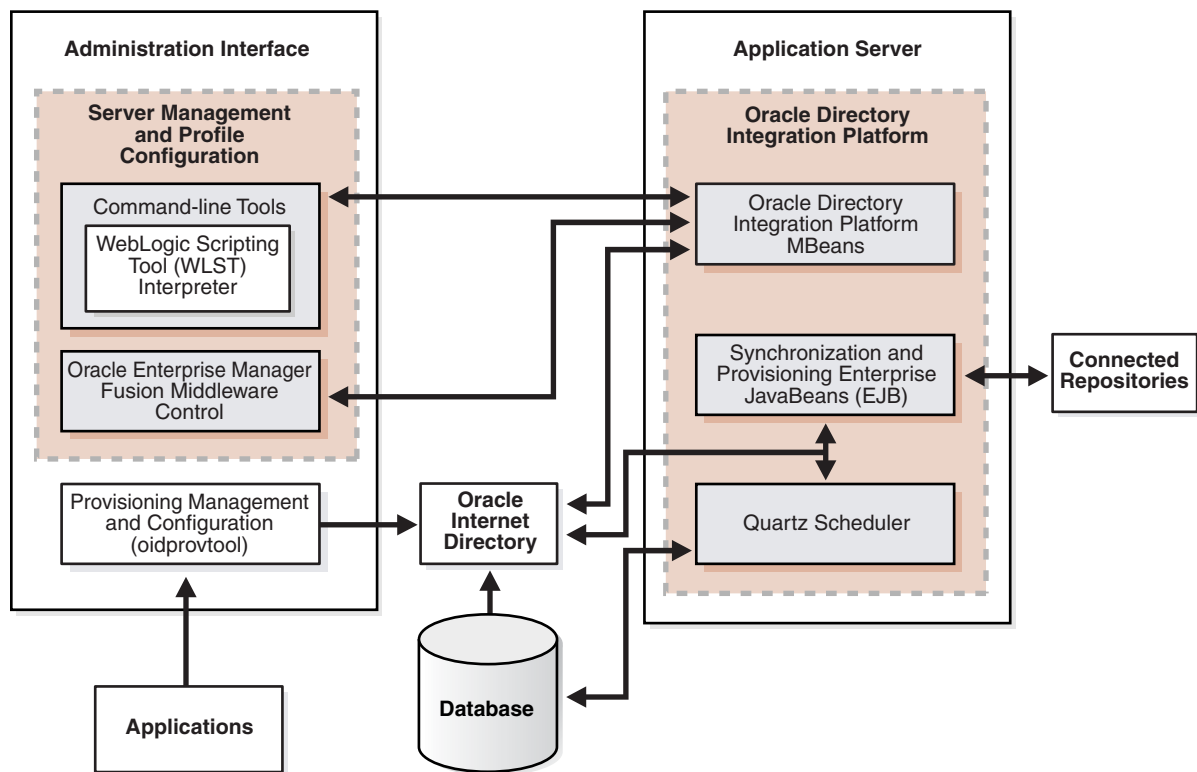 Administration Interface
Server Management
and Profile
Configuration
Command-line Tools
WebLogic Scripting
Tool (WLST)
Interpreter
Oracle Enterprise Manager
Fusion Middleware
Control
Provisioning Management
and Configuration
(oidprovtool)
Applications
Oracle
Internet
Directory
Database
Application Server
Oracle Directory
Integration Platform
Oracle Directory
Integration Platform
MBeans
Synchronization and
Provisioning Enterprise
JavaBeans (EJB)
Quartz Scheduler
Connected
Repositories